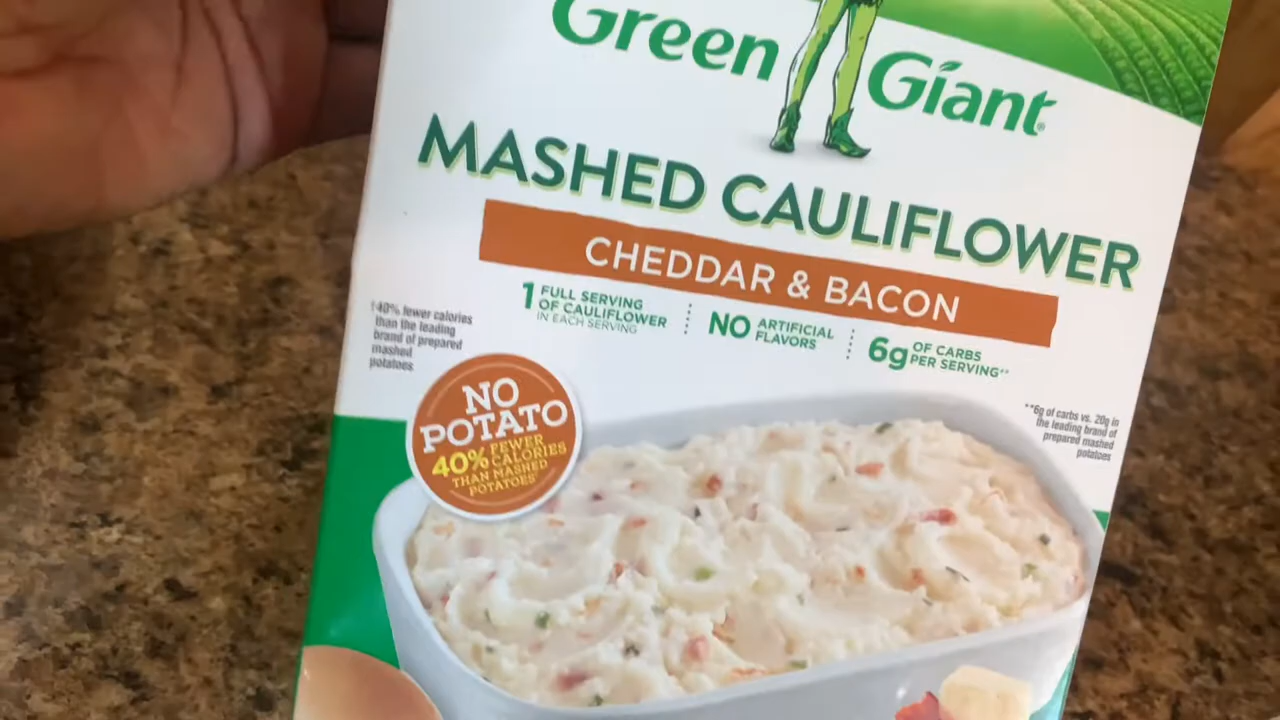 Green Giant®
MASHED CAULIFLOWER
CHEDDAR & BACON
1 FULL SERVING
OF CAULIFLOWER
IN EACH SERVING
NO ARTIFICIAL
FLAVORS
6g OF CARBS
PER SERVING**
†40% fewer calories
than the leading
brand of prepared
mashed
potatoes
NO
POTATO
40% FEWER
CALORIES
THAN MASHED
POTATOES†
**6g of carbs vs. 20g in
the leading brand of
prepared mashed
potatoes